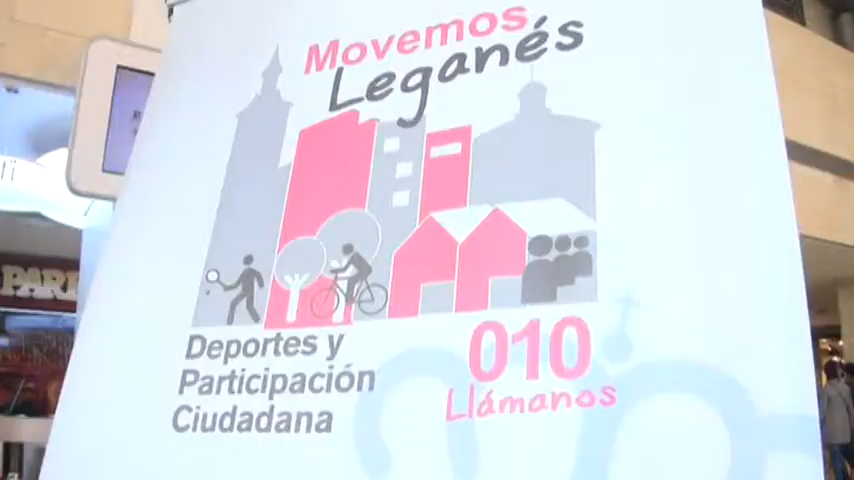 Movemos
Leganés
Deportes y
Participación
Ciudadana
010
Llámanos